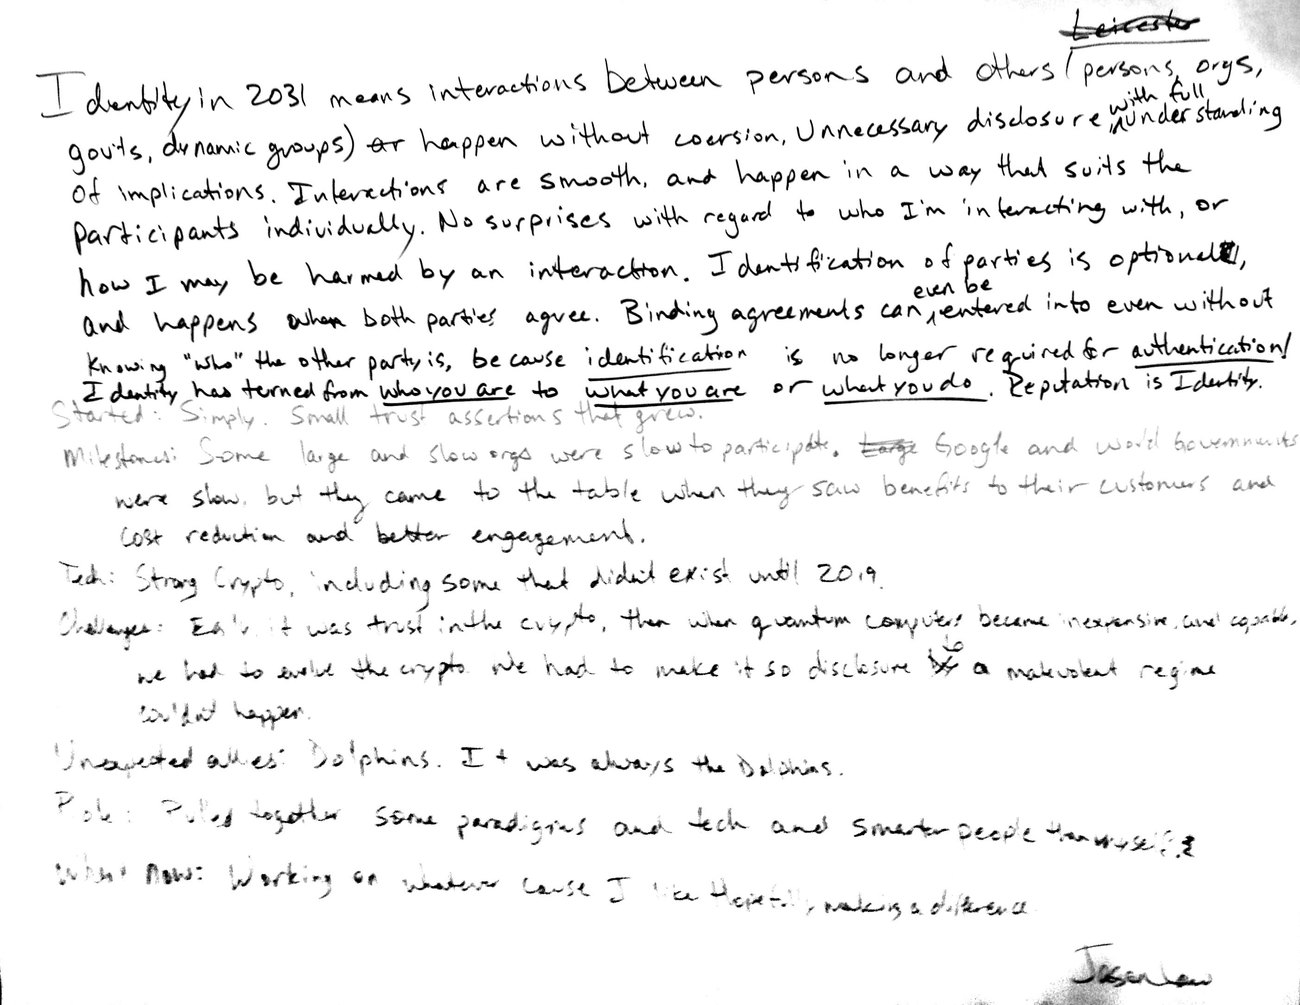 Leicester
Identity in 2031 means interactions between persons and others (persons, orgs,
gov'ts, dynamic groups) or happen without coersion, Unnecessary disclosure with full understanding
of implications. Interactions are smooth, and happen in a way that suits the
participants individually. No surprises with regard to who I'm interacting with, or
how I may be harmed by an interaction. Identification of parties is optional,
and happens when both parties agree. Binding agreements can even be entered into even without
knowing "who" the other party is, because identification is no longer required for authentication!
Identity has terned from who you are to what you are or what you do. Reputation is Identity.
Started: Simply. Small trust assertions that grew.
Milestones: Some large and slow orgs were slow to participate. Large Google and world Governments
were slow, but they came to the table when they saw benefits to their customers and
cost reduction and better engagement.
Tech: Strong Crypto, including some that didn't exist until 2019.
Challenges: Early it was trust in the crypto, then when quantum computers became inexpensive, and capable,
we had to evolve the crypto. We had to make it so disclosure by to a malevolent regime
couldn't happen.
Unexpected allies: Dolphins. It was always the Dolphins.
Role: Pulled together some paradigms and tech and smarter people than myself.
What now: Working on whatever cause I like Hopefully making a difference
Jason Law